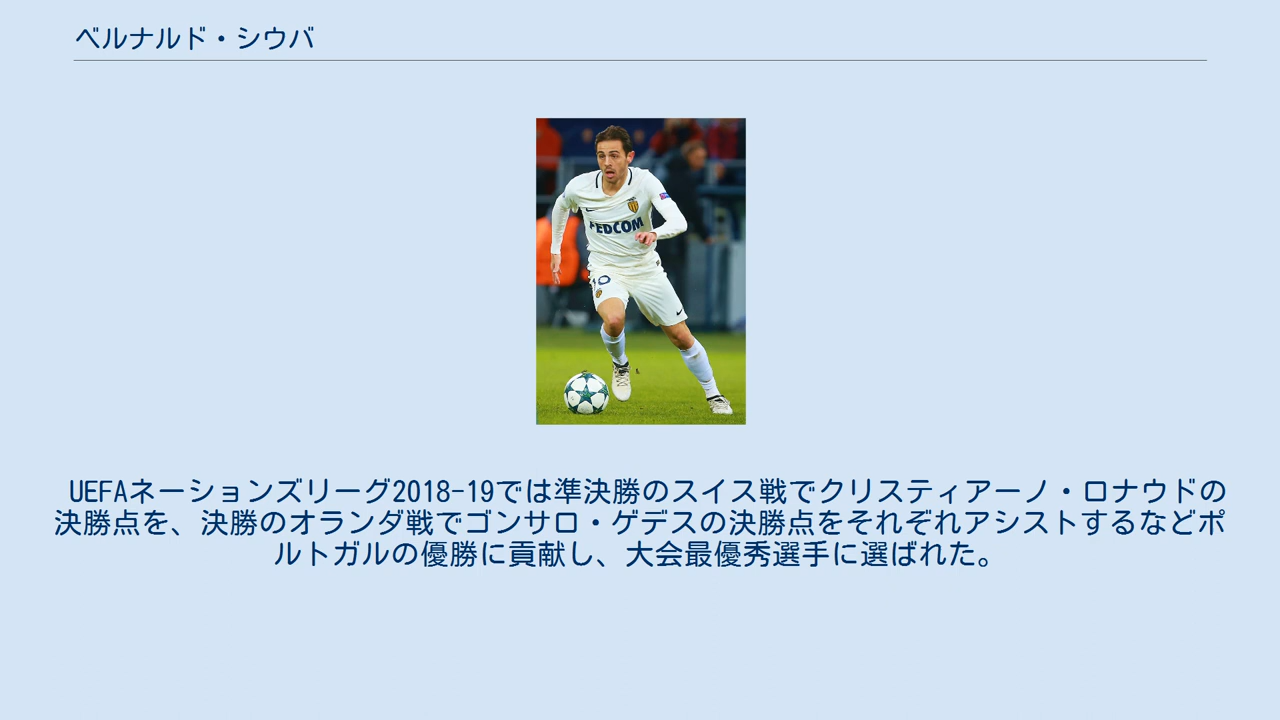 ベルナルド・シウバ
FEDCOM
10
UEFAネーションズリーグ2018-19では準決勝のスイス戦でクリスティアーノ・ロナウドの
決勝点を、決勝のオランダ戦でゴンサロ・ゲデスの決勝点をそれぞれアシストするなどポ
ルトガルの優勝に貢献し、大会最優秀選手に選ばれた。